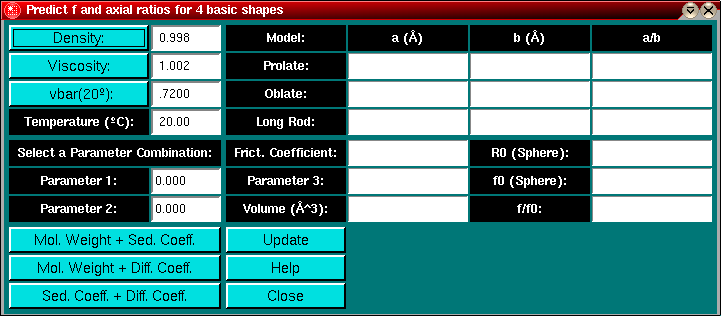 Predict f and axial ratios for 4 basic shapes
Density: 0.998 Model: a (Å) b (Å) a/b
Viscosity: 1.002 Prolate:
vbar(20º): .7200 Oblate:
Temperature (ºC): 20.00 Long Rod:
Select a Parameter Combination: Frict. Coefficient: R0 (Sphere):
Parameter 1: 0.000 Parameter 3: f0 (Sphere):
Parameter 2: 0.000 Volume (Å^3): f/f0:
Mol. Weight + Sed. Coeff. Update
Mol. Weight + Diff. Coeff. Help
Sed. Coeff. + Diff. Coeff. Close